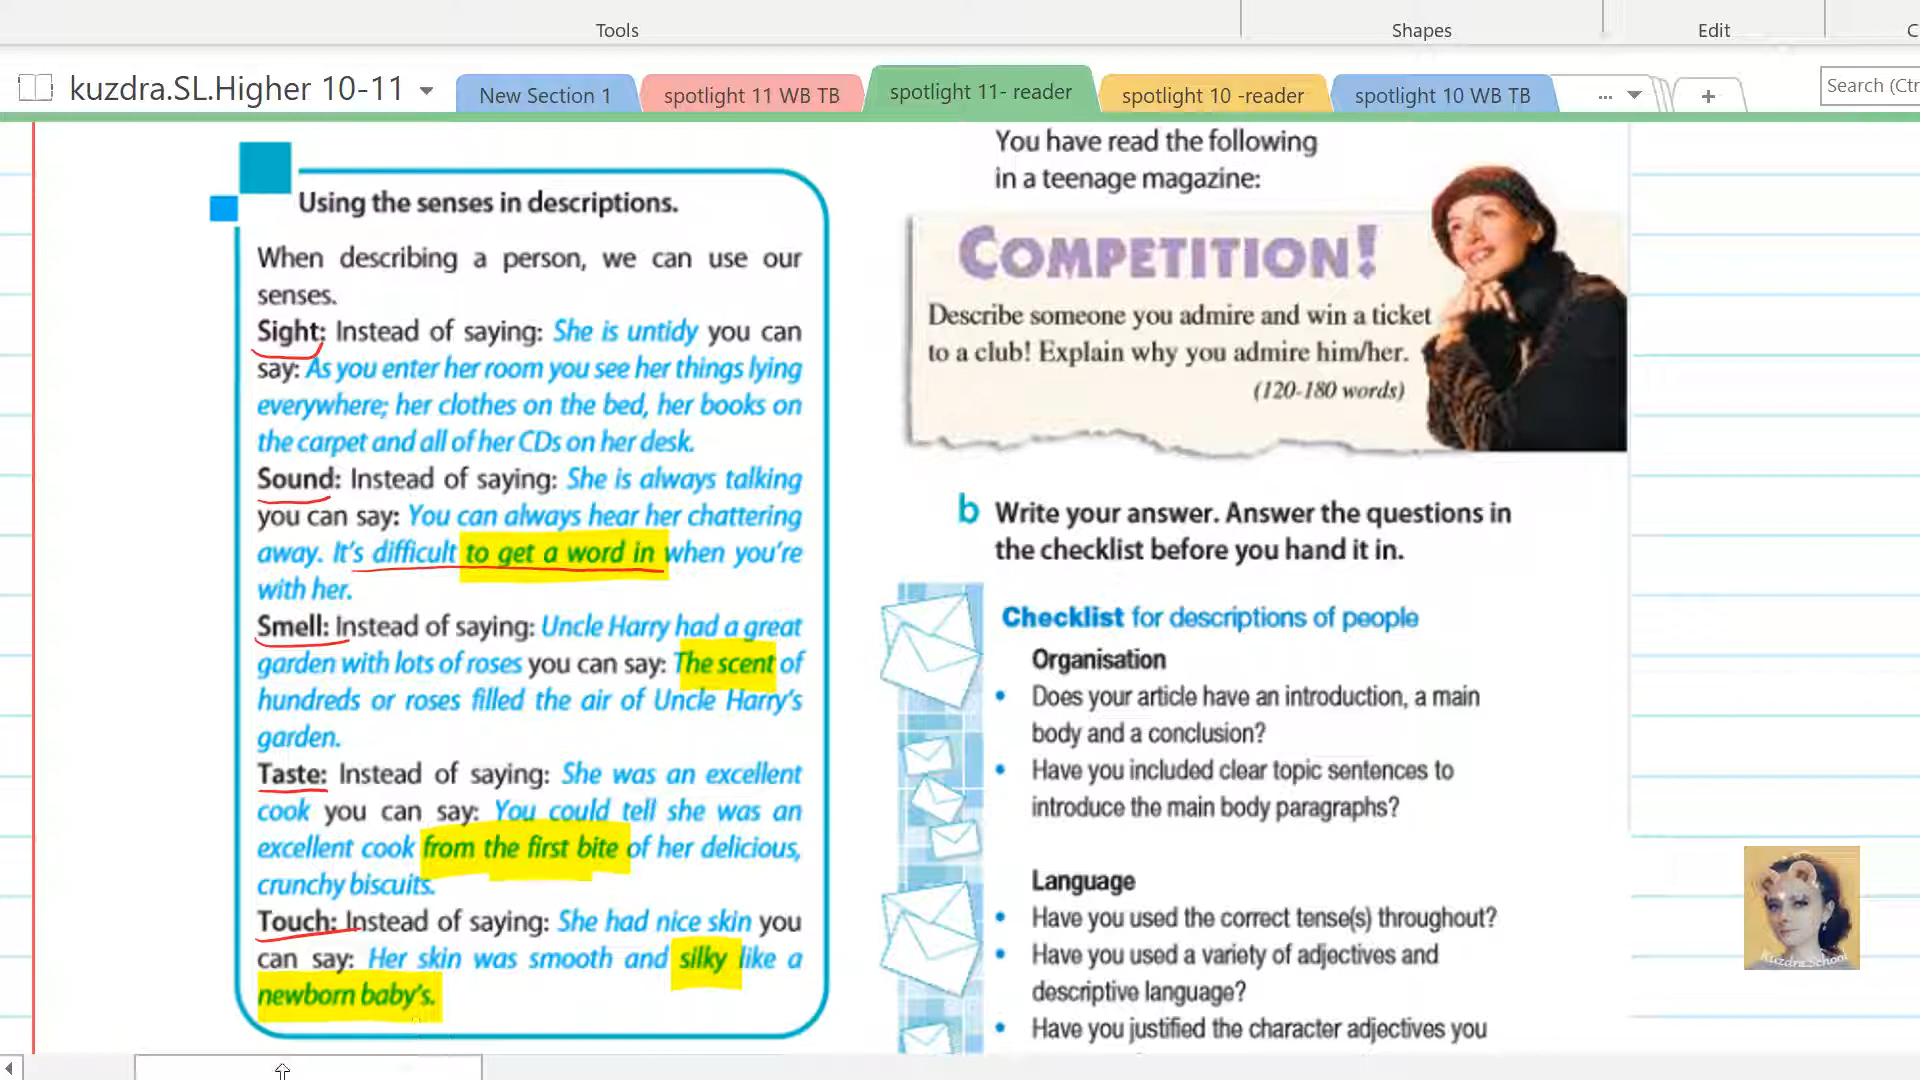 Tools
Shapes
Edit
kuzdra.SL.Higher 10-11
New Section 1
spotlight 11 WB TB
spotlight 11- reader
spotlight 10 -reader
spotlight 10 WB TB
...
+
Search (Ctr
Using the senses in descriptions.
When describing a person, we can use our
senses.
Sight: Instead of saying: She is untidy you can
say: As you enter her room you see her things lying
everywhere; her clothes on the bed, her books on
the carpet and all of her CDs on her desk.
Sound: Instead of saying: She is always talking
you can say: You can always hear her chattering
away. It's difficult to get a word in when you're
with her.
Smell: Instead of saying: Uncle Harry had a great
garden with lots of roses you can say: The scent of
hundreds or roses filled the air of Uncle Harry's
garden.
Taste: Instead of saying: She was an excellent
cook you can say: You could tell she was an
excellent cook from the first bite of her delicious,
crunchy biscuits.
Touch: Instead of saying: She had nice skin you
can say: Her skin was smooth and silky like a
newborn baby's.
You have read the following
in a teenage magazine:
COMPETITION!
Describe someone you admire and win a ticket
to a club! Explain why you admire him/her.
(120-180 words)
b Write your answer. Answer the questions in
the checklist before you hand it in.
Checklist for descriptions of people
Organisation
• Does your article have an introduction, a main
body and a conclusion?
• Have you included clear topic sentences to
introduce the main body paragraphs?
Language
• Have you used the correct tense(s) throughout?
• Have you used a variety of adjectives and
descriptive language?
• Have you justified the character adjectives you
Kuzdra.School